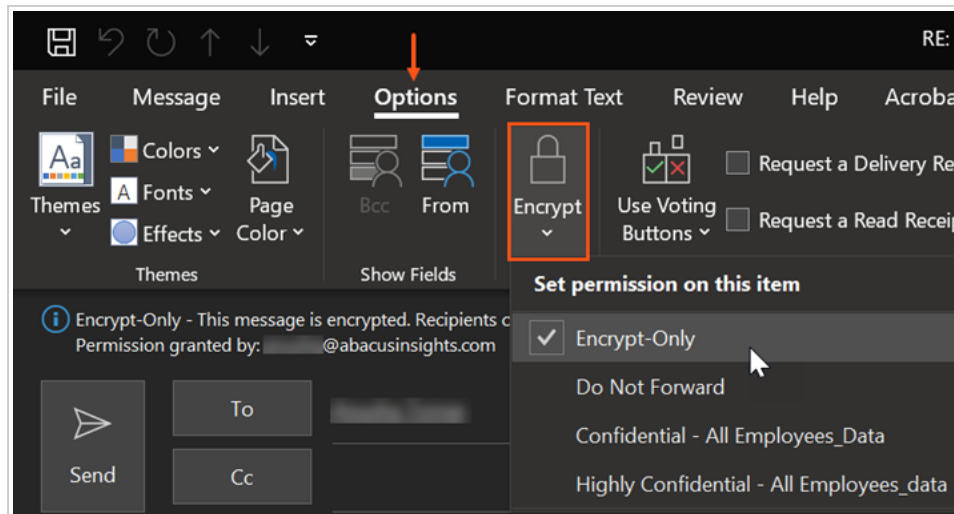 RE:
File Message Insert Options Format Text Review Help Acroba
Aa
Themes
Colors
A Fonts
Effects
Page
Color
Themes
Bcc
From
Show Fields
Encrypt
Use Voting
Buttons
Request a Delivery Re
Request a Read Receip
Set permission on this item
Encrypt-Only
Do Not Forward
Confidential - All Employees_Data
Highly Confidential - All Employees_data
i Encrypt-Only - This message is encrypted. Recipients c
Permission granted by: @abacusinsights.com
Send
To
Cc